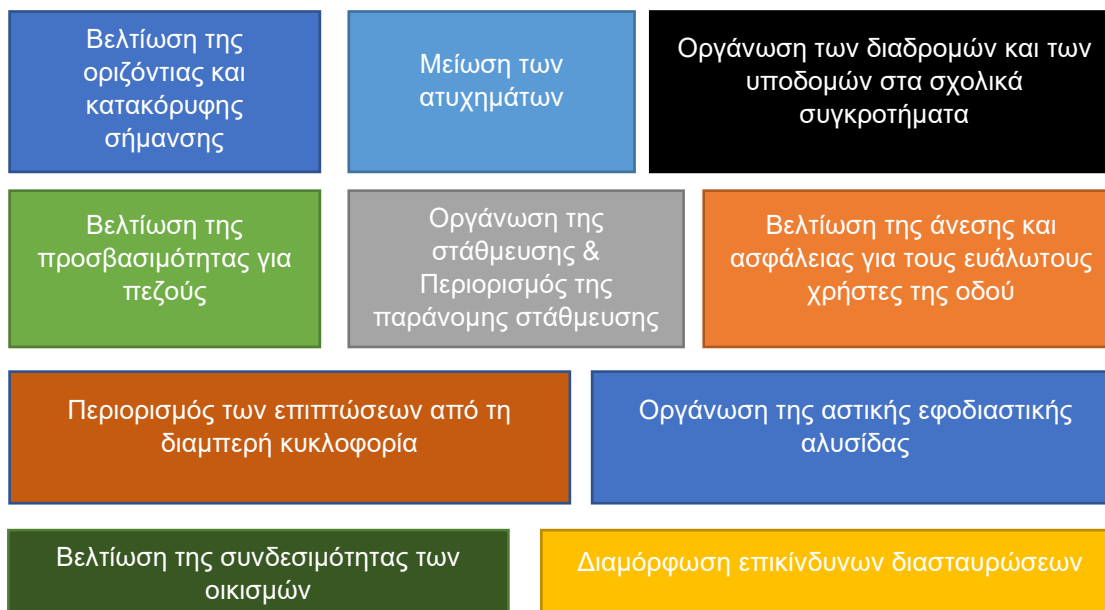 Βελτίωση της
οριζόντιας και
κατακόρυφης
σήμανσης
Μείωση των
ατυχημάτων
Οργάνωση των διαδρομών και των
υποδομών στα σχολικά
συγκροτήματα
Βελτίωση της
προσβασιμότητας για
πεζούς
Οργάνωση της
στάθμευσης &
Περιορισμός της
παράνομης στάθμευσης
Βελτίωση της άνεσης και
ασφάλειας για τους ευάλωτους
χρήστες της οδού
Περιορισμός των επιπτώσεων από τη
διαμπερή κυκλοφορία
Οργάνωση της αστικής εφοδιαστικής
αλυσίδας
Βελτίωση της συνδεσιμότητας των
οικισμών
Διαμόρφωση επικίνδυνων διασταυρώσεων